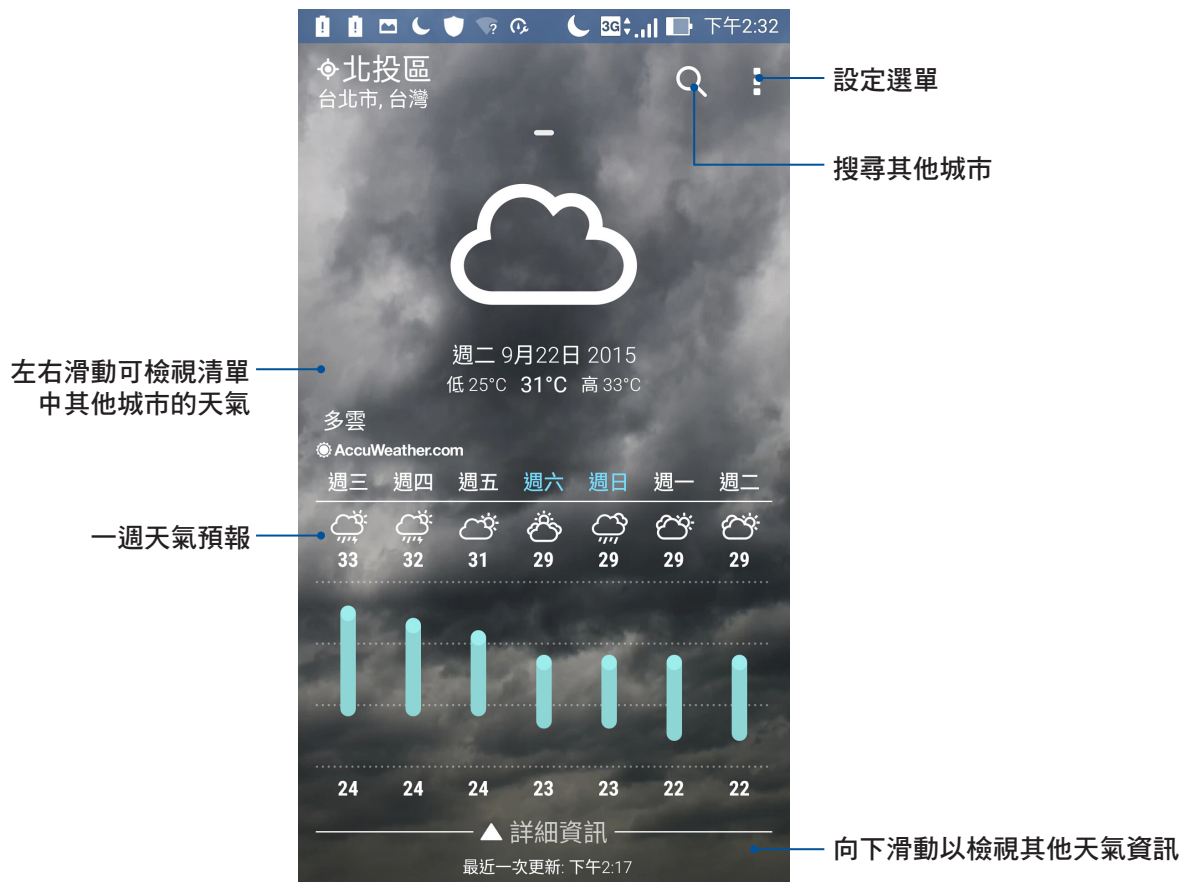 3G 下午2:32
北投區
台北市, 台灣
設定選單
搜尋其他城市
週二 9月22日 2015
低 25°C 31°C 高 33°C
左右滑動可檢視清單
中其他城市的天氣
多雲
AccuWeather.com
週三 週四 週五 週六 週日 週一 週二
一週天氣預報
33 32 31 29 29 29 29
24 24 24 23 23 22 22
詳細資訊
向下滑動以檢視其他天氣資訊
最近一次更新: 下午2:17